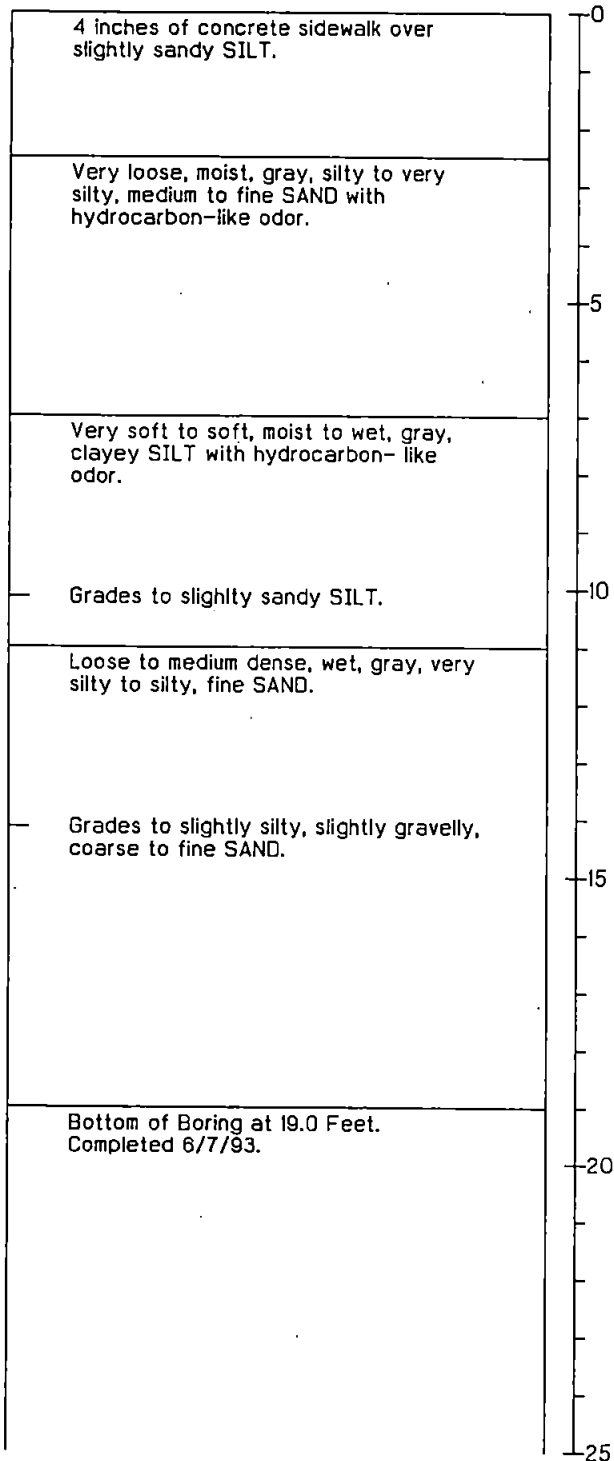 4 inches of concrete sidewalk over
slightly sandy SILT.
0
Very loose, moist, gray, silty to very
silty, medium to fine SAND with
hydrocarbon-like odor.
5
Very soft to soft, moist to wet, gray,
clayey SILT with hydrocarbon- like
odor.
Grades to slighlty sandy SILT.
10
Loose to medium dense, wet, gray, very
silty to silty, fine SAND.
Grades to slightly silty, slightly gravelly,
coarse to fine SAND.
15
Bottom of Boring at 19.0 Feet.
Completed 6/7/93.
20
25